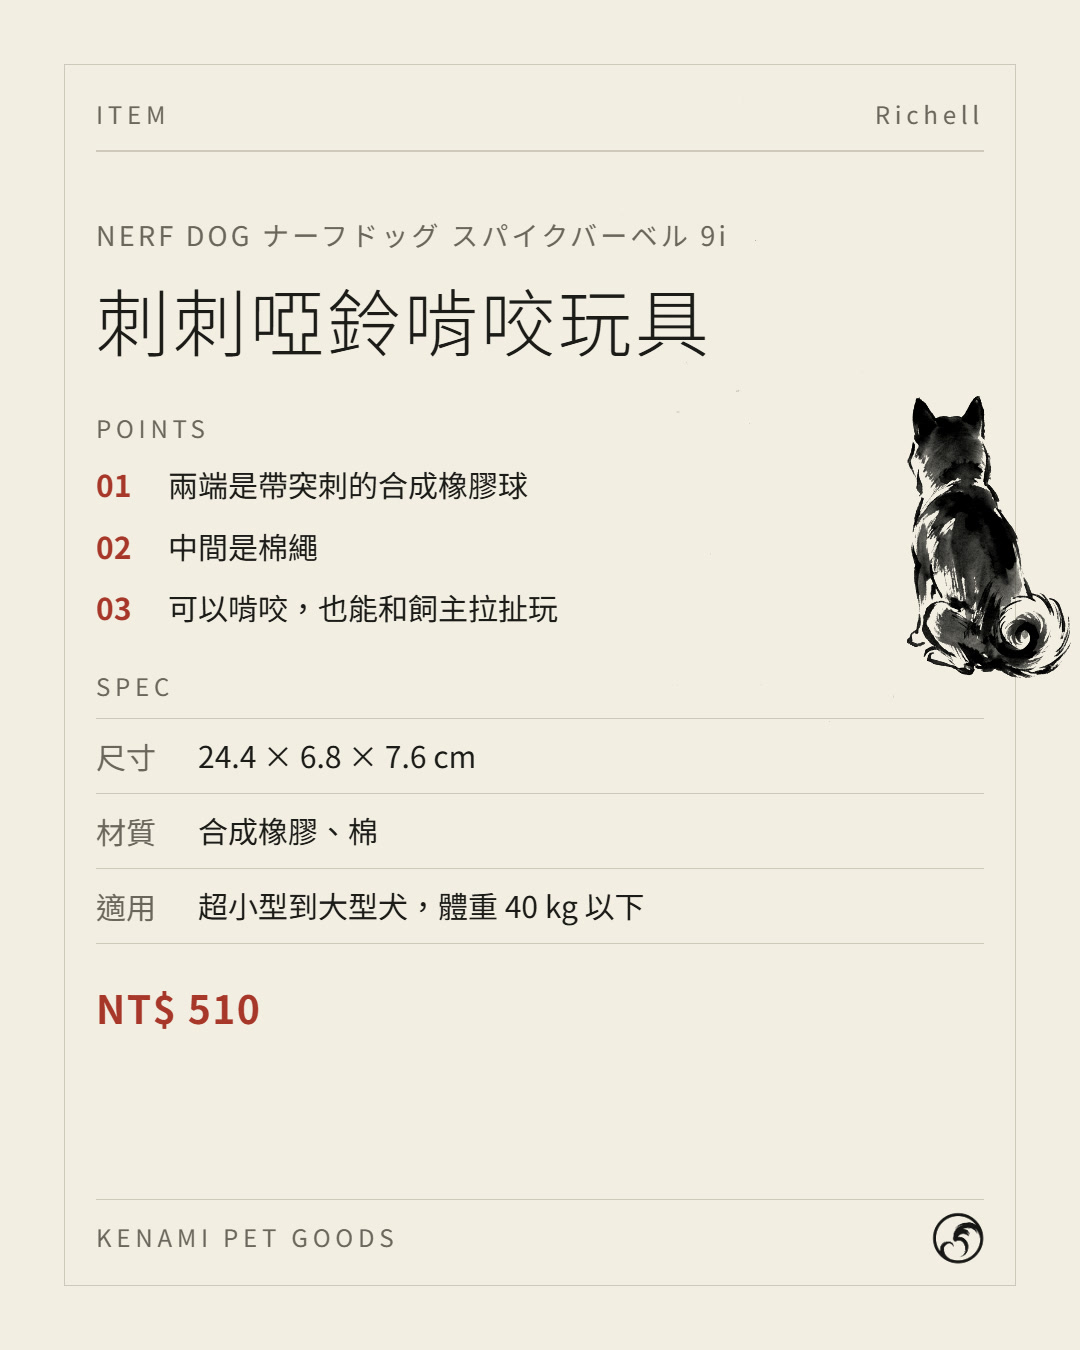 ITEM
Richell
NERF DOG ナーフドッグ スパイクバーベル 9i
刺刺啞鈴啃咬玩具
POINTS
01 兩端是帶突刺的合成橡膠球
02 中間是棉繩
03 可以啃咬，也能和飼主拉扯玩
SPEC
尺寸 24.4 × 6.8 × 7.6 cm
材質 合成橡膠、棉
適用 超小型到大型犬，體重 40 kg 以下
NT$ 510
KENAMI PET GOODS